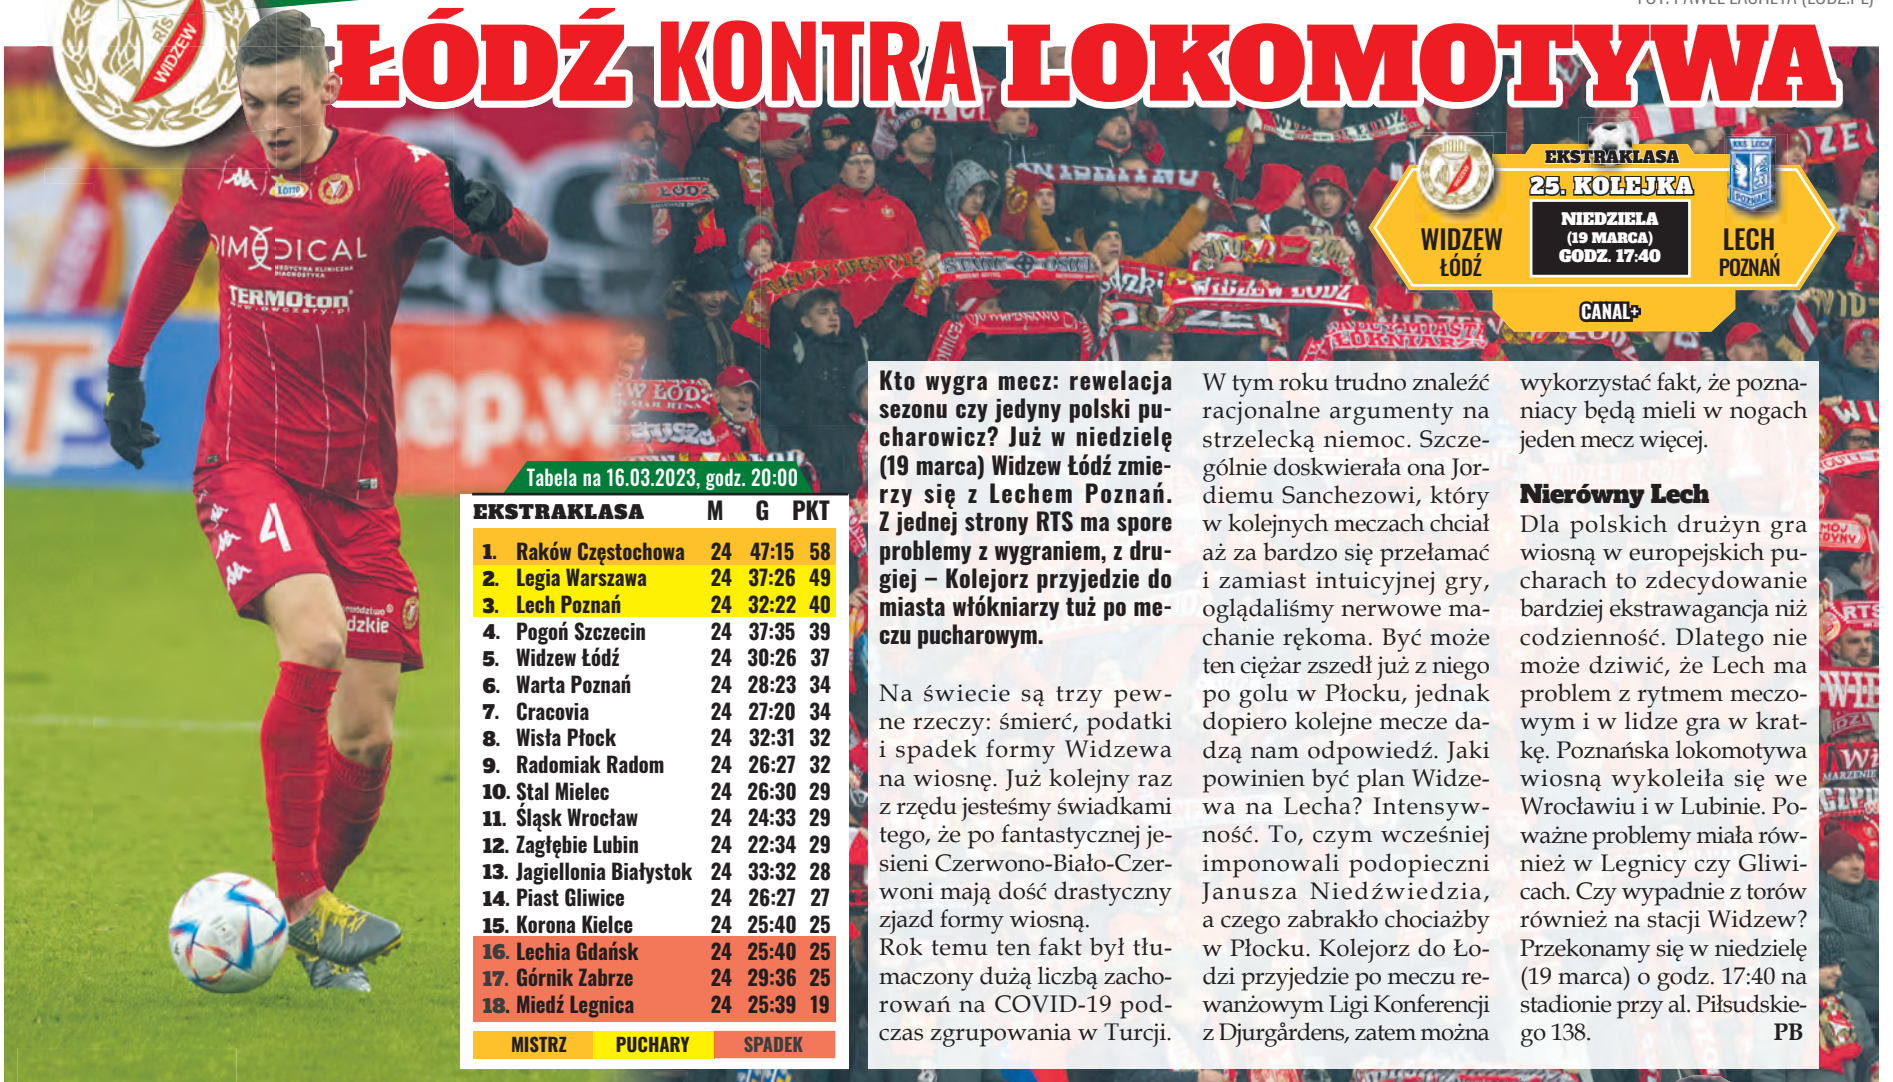 ŁÓDŹ KONTRA LOKOMOTYWA
RTS
WIDZEW
LOTTO
DIMEDICAL
MEDYCYNA KLINICZNA
DIAGNOSTYKA
TERMOton
www.owczary.pl
4
EKSTRAKLASA
25. KOLEJKA
NIEDZIELA
(19 MARCA)
GODZ. 17:40
WIDZEW
ŁÓDŹ
KKS LECH
POZNAŃ
LECH
POZNAŃ
CANAL+
WIDZEW ŁÓDŹ
Tabela na 16.03.2023, godz. 20:00
EKSTRAKLASA M G PKT
1. Raków Częstochowa 24 47:15 58
2. Legia Warszawa 24 37:26 49
3. Lech Poznań 24 32:22 40
4. Pogoń Szczecin 24 37:35 39
5. Widzew Łódź 24 30:26 37
6. Warta Poznań 24 28:23 34
7. Cracovia 24 27:20 34
8. Wisła Płock 24 32:31 32
9. Radomiak Radom 24 26:27 32
10. Stal Mielec 24 26:30 29
11. Śląsk Wrocław 24 24:33 29
12. Zagłębie Lubin 24 22:34 29
13. Jagiellonia Białystok 24 33:32 28
14. Piast Gliwice 24 26:27 27
15. Korona Kielce 24 25:40 25
16. Lechia Gdańsk 24 25:40 25
17. Górnik Zabrze 24 29:36 25
18. Miedź Legnica 24 25:39 19
MISTRZ PUCHARY SPADEK
Kto wygra mecz: rewelacja
sezonu czy jedyny polski pu-
charowicz? Już w niedzielę
(19 marca) Widzew Łódź zmie-
rzy się z Lechem Poznań.
Z jednej strony RTS ma spore
problemy z wygraniem, z dru-
giej – Kolejorz przyjedzie do
miasta włókniarzy tuż po me-
czu pucharowym.
Na świecie są trzy pew-
ne rzeczy: śmierć, podatki
i spadek formy Widzewa
na wiosnę. Już kolejny raz
z rzędu jesteśmy świadkami
tego, że po fantastycznej je-
sieni Czerwono-Biało-Czer-
woni mają dość drastyczny
zjazd formy wiosną.
Rok temu ten fakt był tłu-
maczony dużą liczbą zacho-
rowań na COVID-19 pod-
czas zgrupowania w Turcji.
W tym roku trudno znaleźć
racjonalne argumenty na
strzelecką niemoc. Szcze-
gólnie doskwierała ona Jor-
diemu Sanchezowi, który
w kolejnych meczach chciał
aż za bardzo się przełamać
i zamiast intuicyjnej gry,
oglądaliśmy nerwowe ma-
chanie rękoma. Być może
ten ciężar zszedł już z niego
po golu w Płocku, jednak
dopiero kolejne mecze da-
dzą nam odpowiedź. Jaki
powinien być plan Widze-
wa na Lecha? Intensyw-
ność. To, czym wcześniej
imponowali podopieczni
Janusza Niedźwiedzia,
a czego zabrakło chociażby
w Płocku. Kolejorz do Ło-
dzi przyjedzie po meczu re-
wanżowym Ligi Konferencji
z Djurgårdens, zatem można
wykorzystać fakt, że pozna-
niacy będą mieli w nogach
jeden mecz więcej.
Nierówny Lech
Dla polskich drużyn gra
wiosną w europejskich pu-
charach to zdecydowanie
bardziej ekstrawagancja niż
codzienność. Dlatego nie
może dziwić, że Lech ma
problem z rytmem meczo-
wym i w lidze gra w krat-
kę. Poznańska lokomotywa
wiosną wykoleiła się we
Wrocławiu i w Lubinie. Po-
ważne problemy miała rów-
nież w Legnicy czy Gliwi-
cach. Czy wypadnie z torów
również na stacji Widzew?
Przekonamy się w niedzielę
(19 marca) o godz. 17:40 na
stadionie przy al. Piłsudskie-
go 138. PB